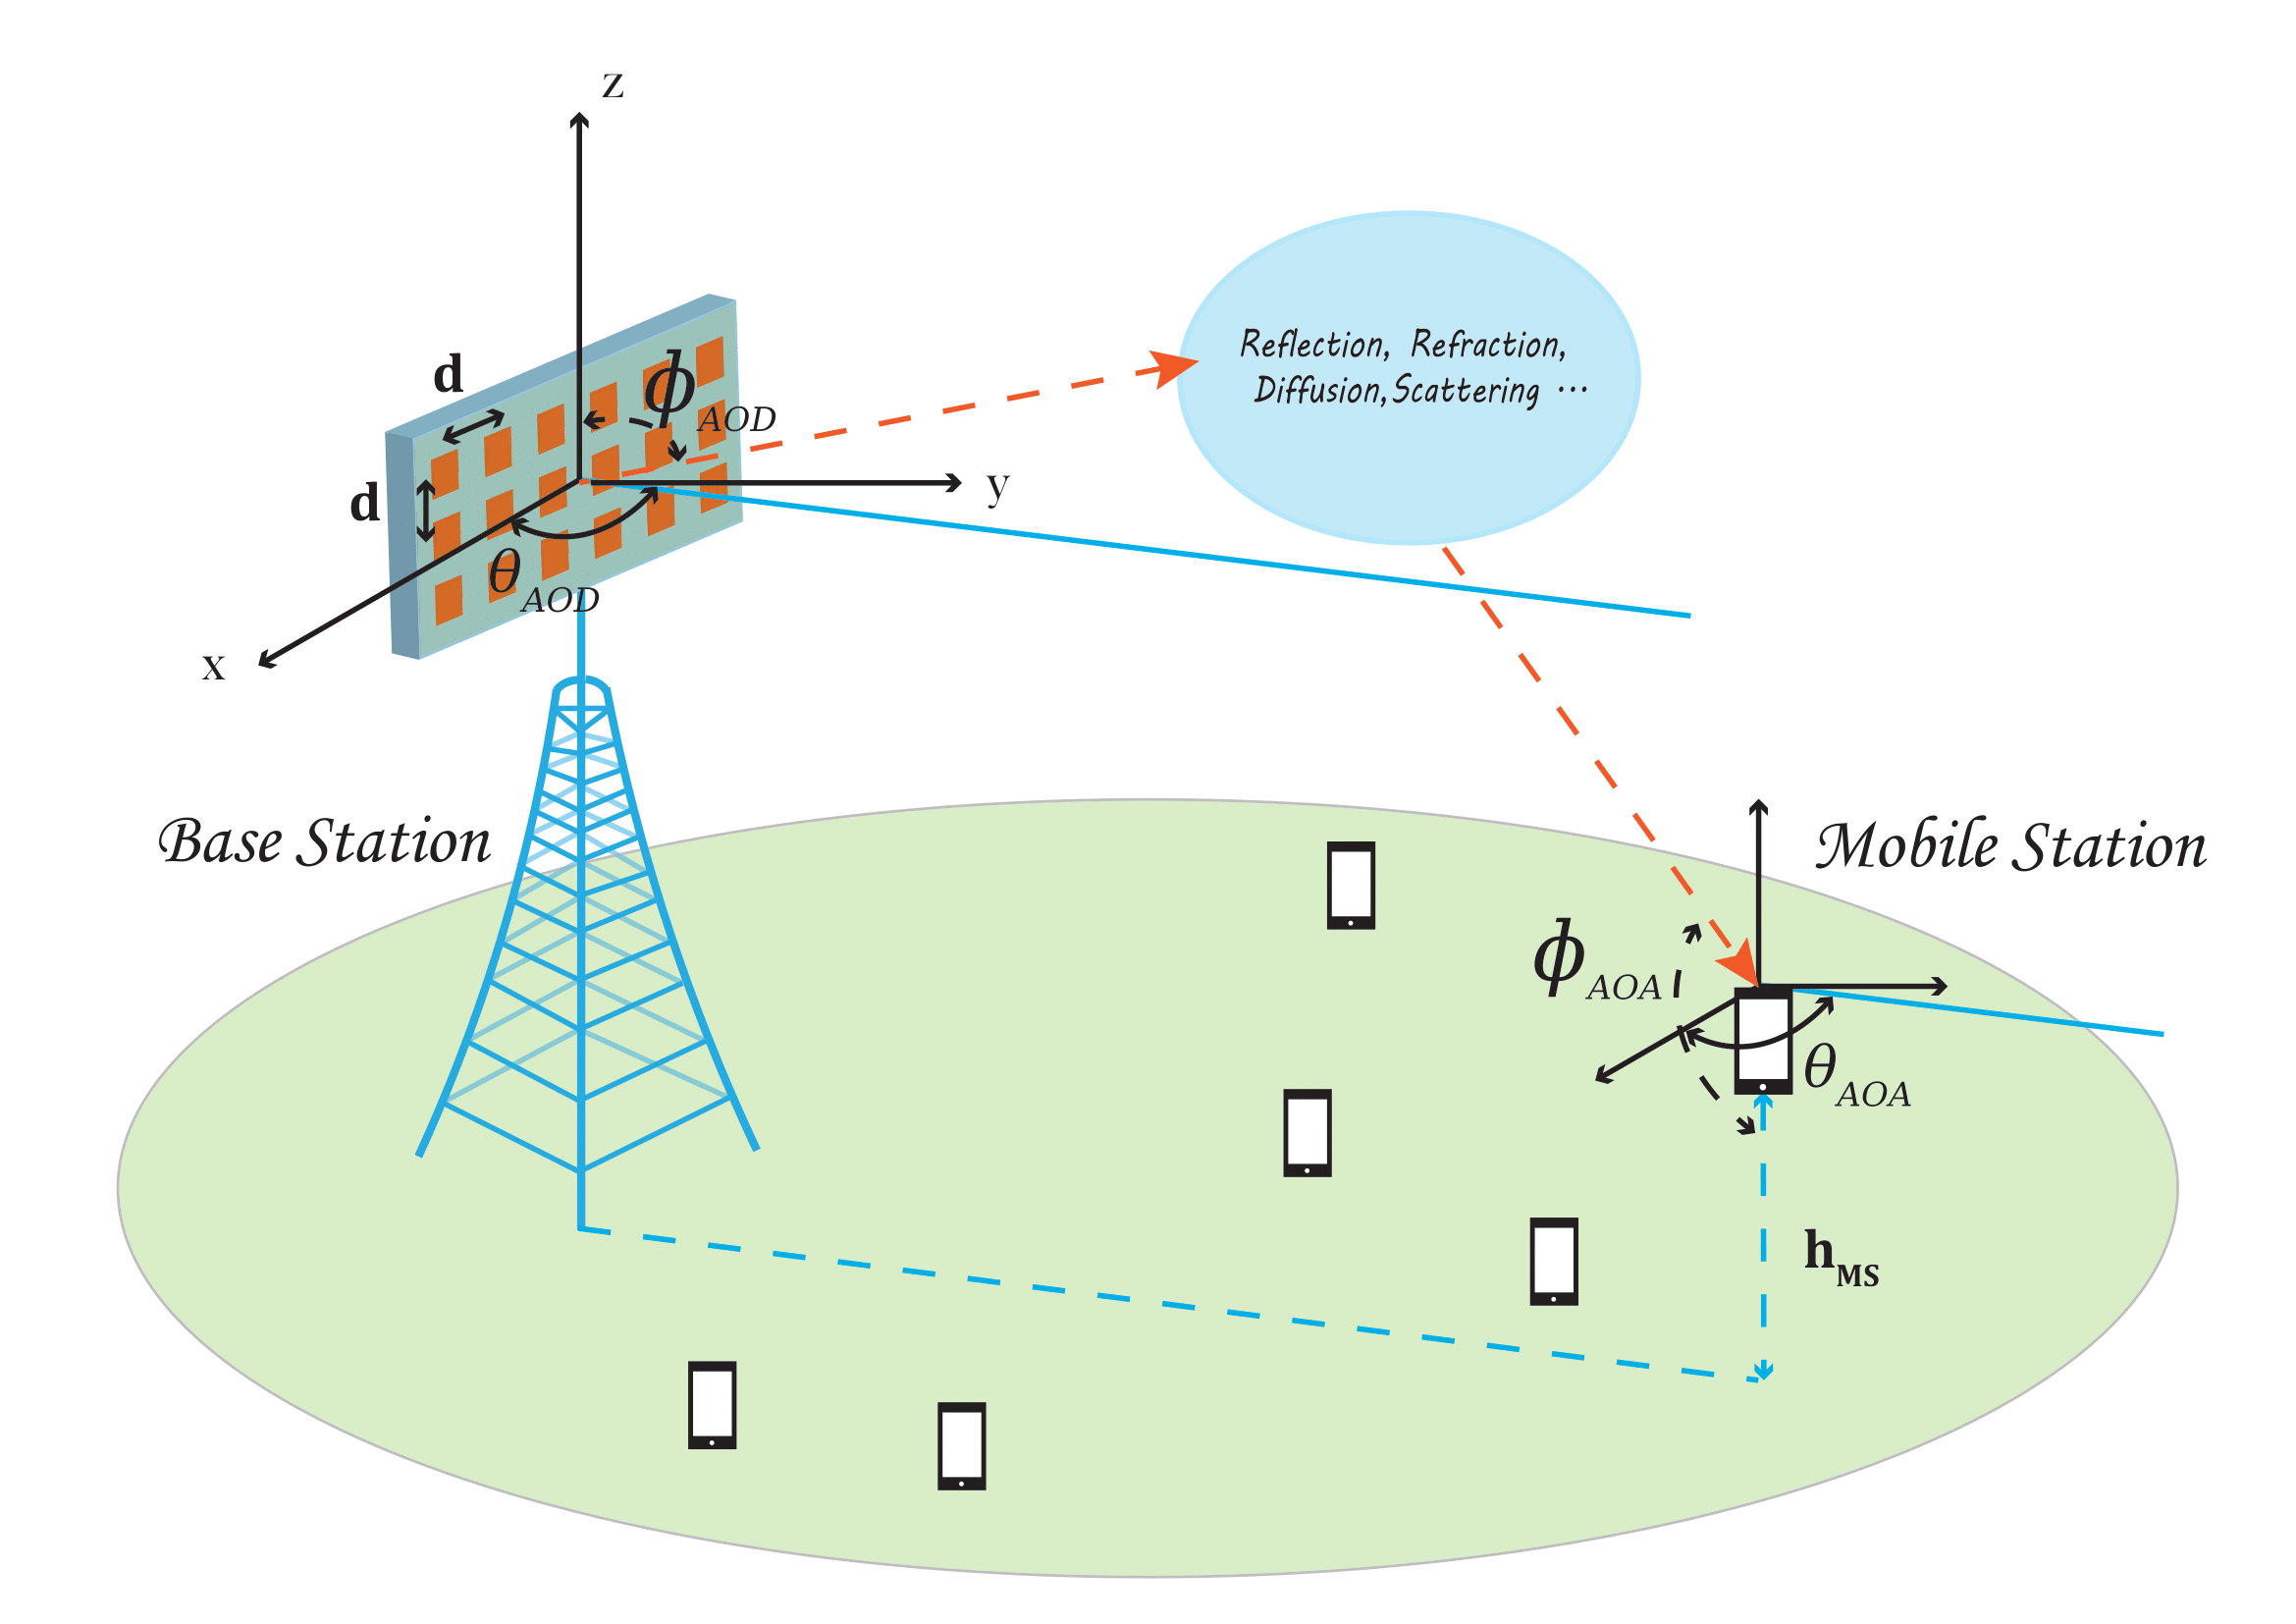 z
d
ϕ AOD
Reflection, Refraction,
Diffusion, Scattering ...
d
y
θ AOD
x
Base Station
Mobile Station
ϕ AOA
θ AOA
h MS